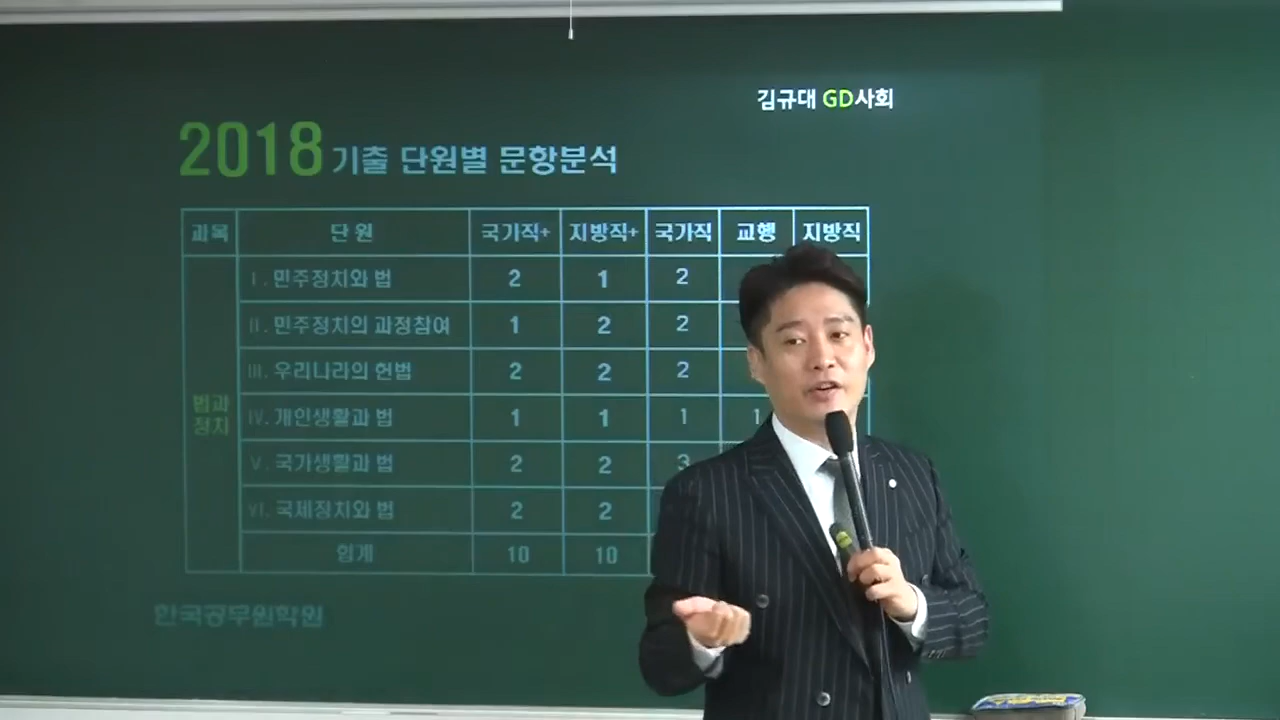 김규대 GD사회
2018 기출 단원별 문항분석
과목 단 원 국가직+ 지방직+ 국가직 교행 지방직
법과 정치
Ⅰ. 민주정치와 법 2 1 2
Ⅱ. 민주정치의 과정참여 1 2 2
Ⅲ. 우리나라의 헌법 2 2 2
Ⅳ. 개인생활과 법 1 1 1 1
Ⅴ. 국가생활과 법 2 2 3
Ⅵ. 국제정치와 법 2 2
합계 10 10
한국공무원학원